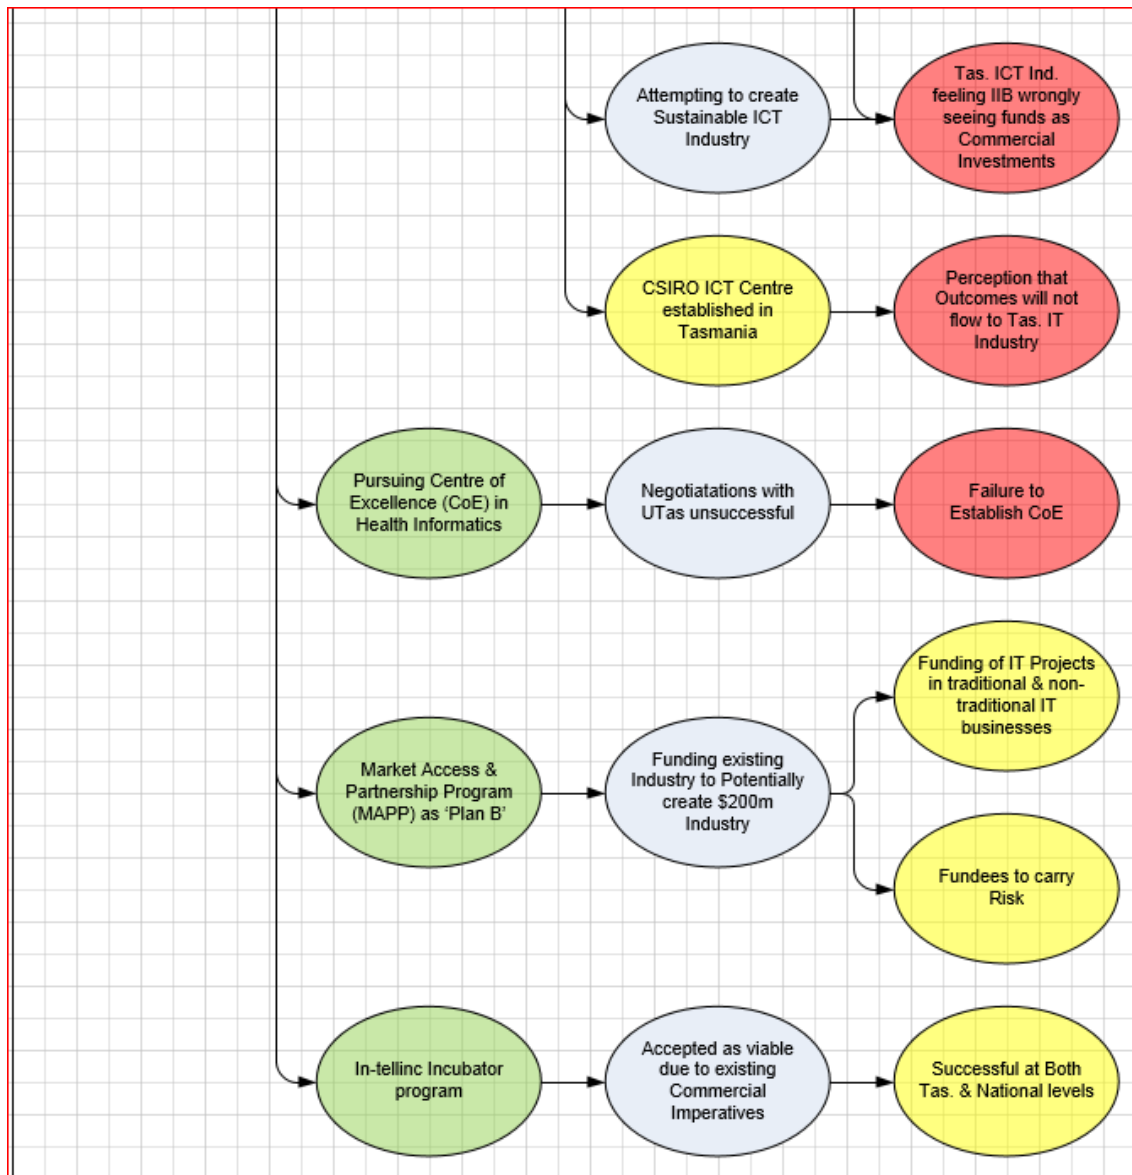 Attempting to create
Sustainable ICT
Industry
Tas. ICT Ind.
feeling IIB wrongly
seeing funds as
Commercial
Investments
CSIRO ICT Centre
established in
Tasmania
Perception that
Outcomes will not
flow to Tas. IT
Industry
Pursuing Centre of
Excellence (CoE) in
Health Informatics
Negotiatations with
UTas unsuccessful
Failure to
Establish CoE
Market Access &
Partnership Program
(MAPP) as ‘Plan B’
Funding existing
Industry to Potentially
create $200m
Industry
Funding of IT Projects
in traditional & non-
traditional IT
businesses
Fundees to carry
Risk
In-tellinc Incubator
program
Accepted as viable
due to existing
Commercial
Imperatives
Successful at Both
Tas. & National levels